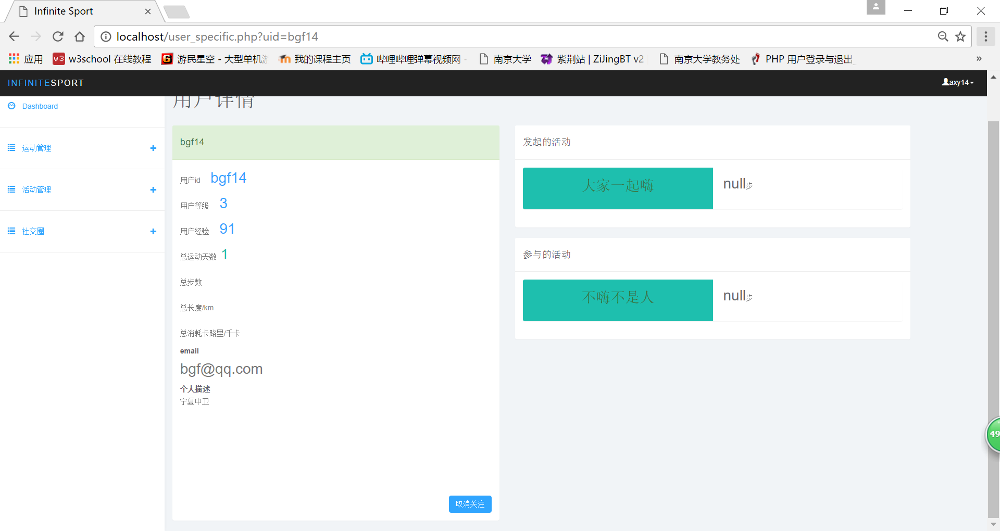 Infinite Sport
localhost/user_specific.php?uid=bgf14
应用 w3school 在线教程 游民星空 - 大型单机游 我的课程主页 哔哩哔哩弹幕视频网 - 南京大学 紫荆站 | ZiJingBT v2 南京大学教务处 PHP 用户登录与退出_ »
INFINITESPORT axy14
用户详情
Dashboard
运动管理
活动管理
社交圈
bgf14
用户id bgf14
用户等级 3
用户经验 91
总运动天数 1
总步数
总长度/km
总消耗卡路里/千卡
email
bgf@qq.com
个人描述
宁夏中卫
取消关注
发起的活动
大家一起嗨 null步
参与的活动
不嗨不是人 null步
49